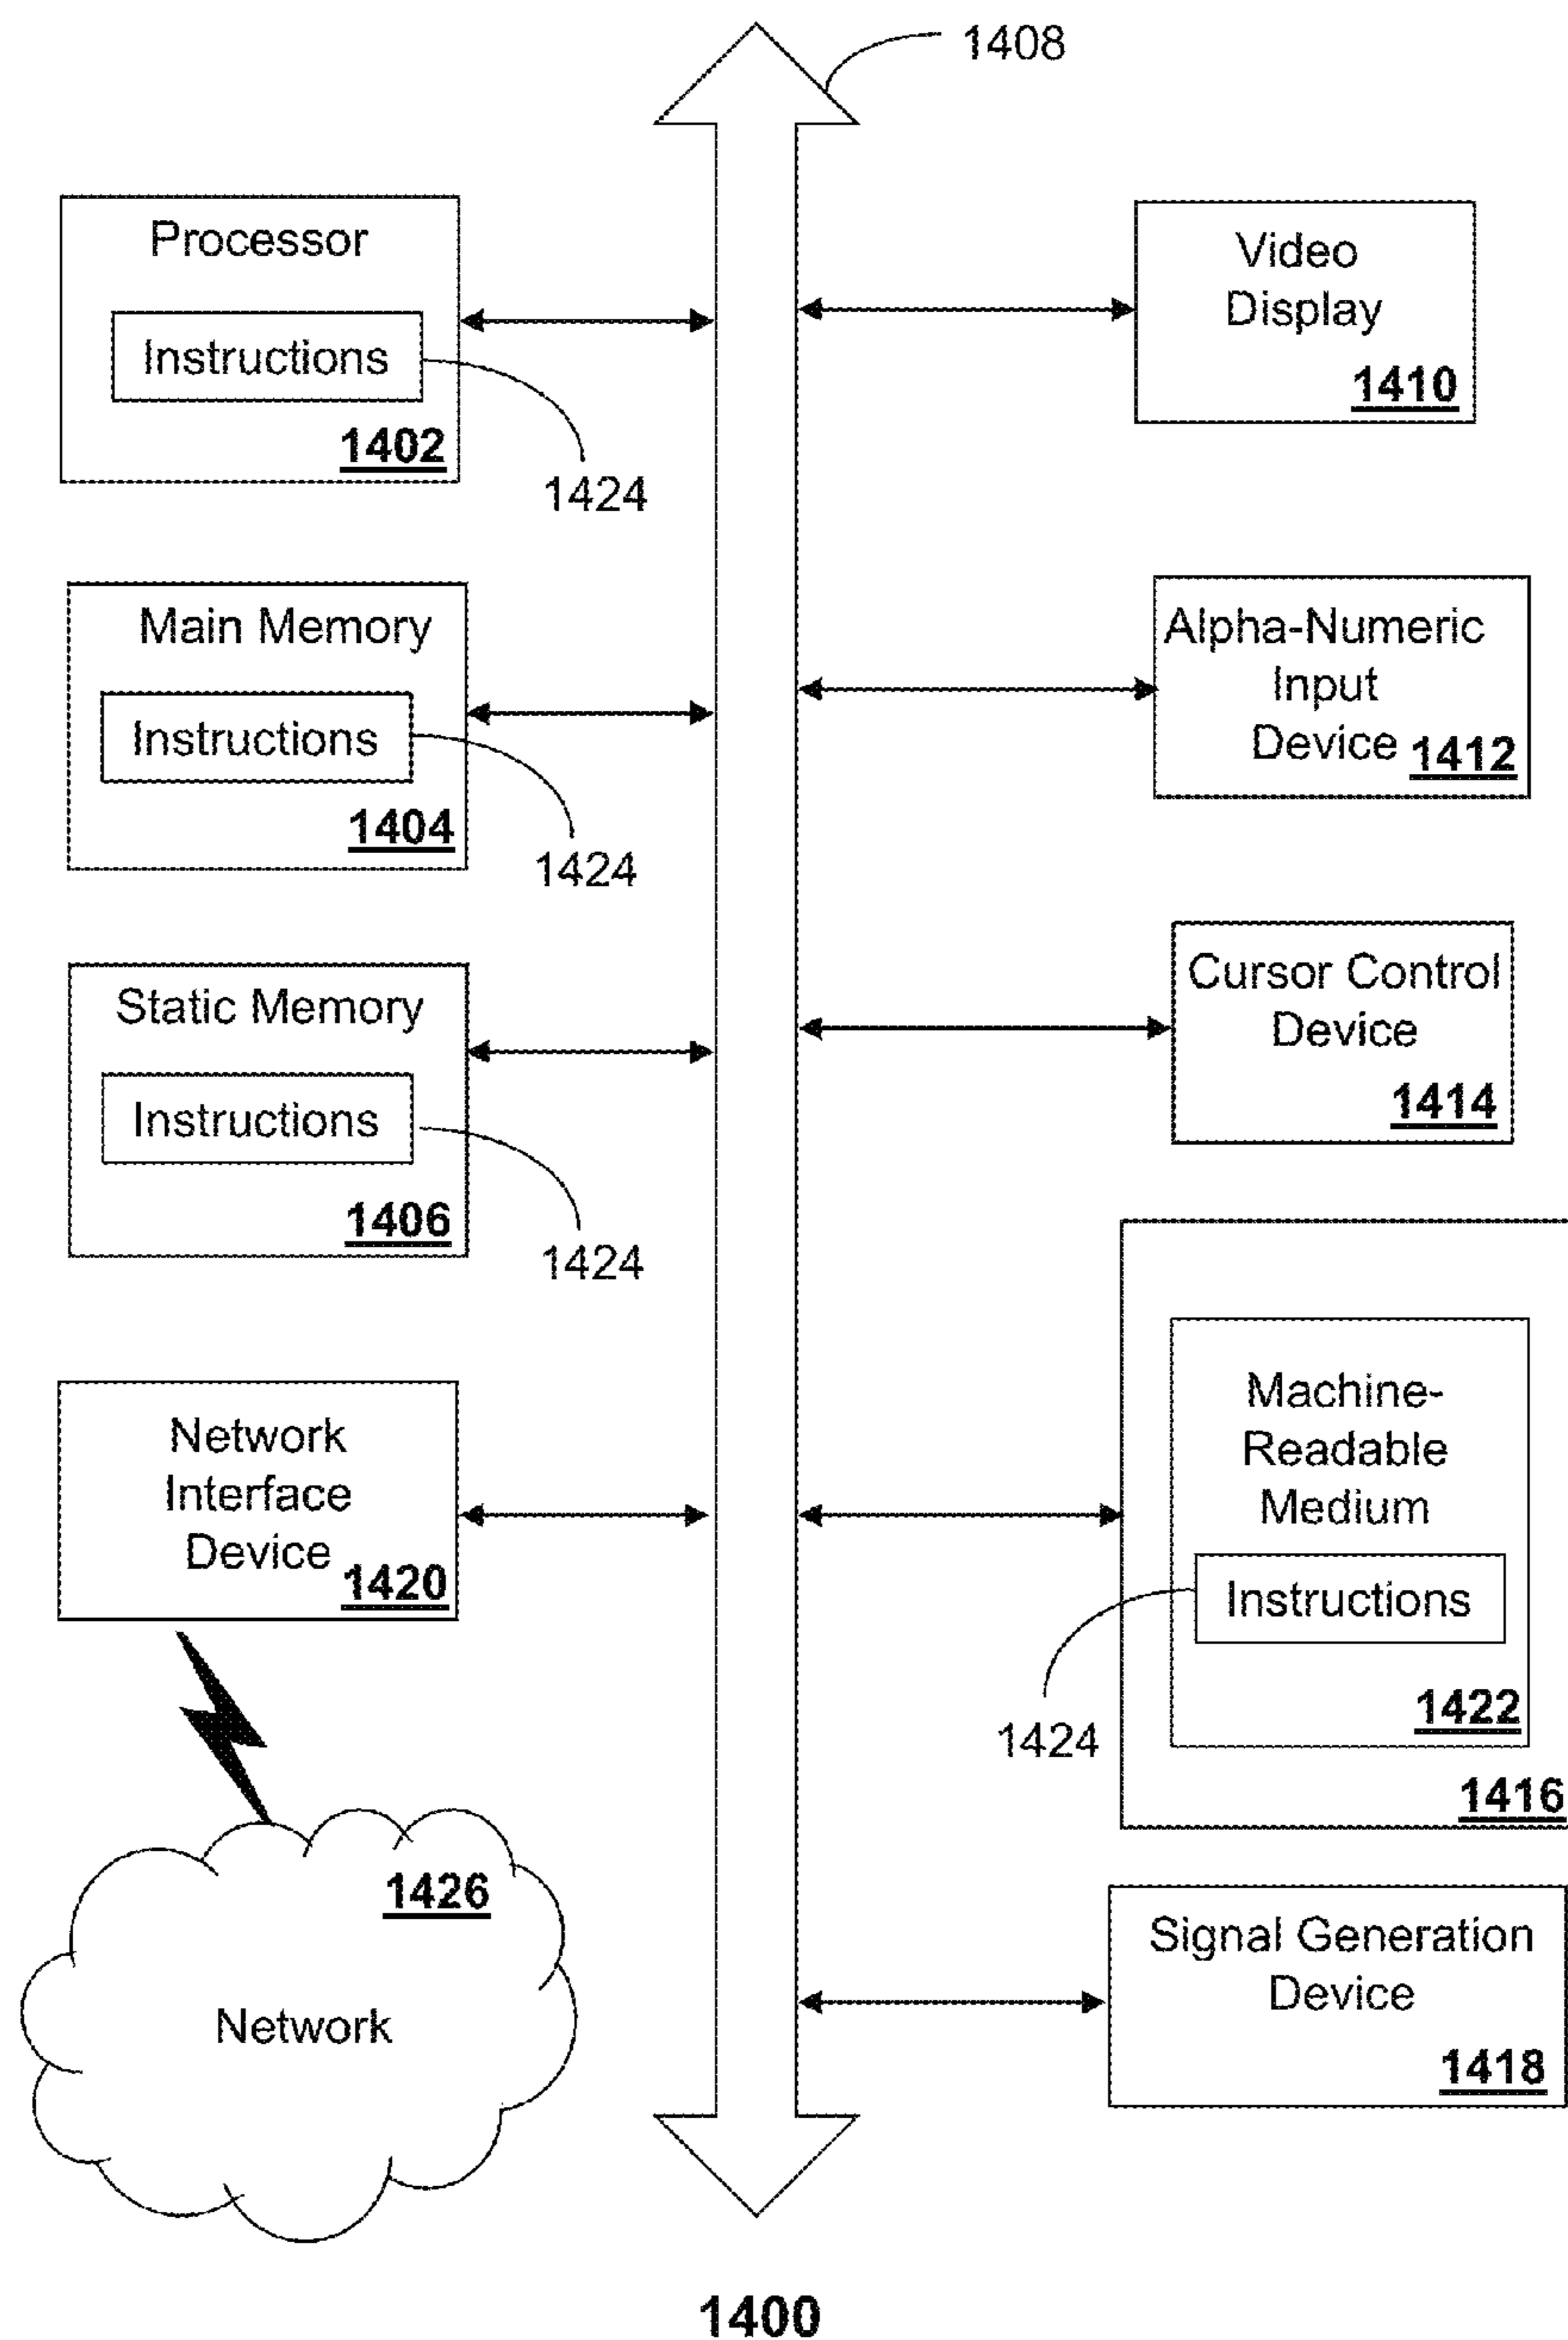 1408
Processor
Instructions
1402
1424
Main Memory
Instructions
1404
1424
Static Memory
Instructions
1406
1424
Network
Interface
Device
1420
1426
Network
Video
Display
1410
Alpha-Numeric
Input
Device 1412
Cursor Control
Device
1414
Machine-
Readable
Medium
Instructions
1422
1424
1416
Signal Generation
Device
1418
1400